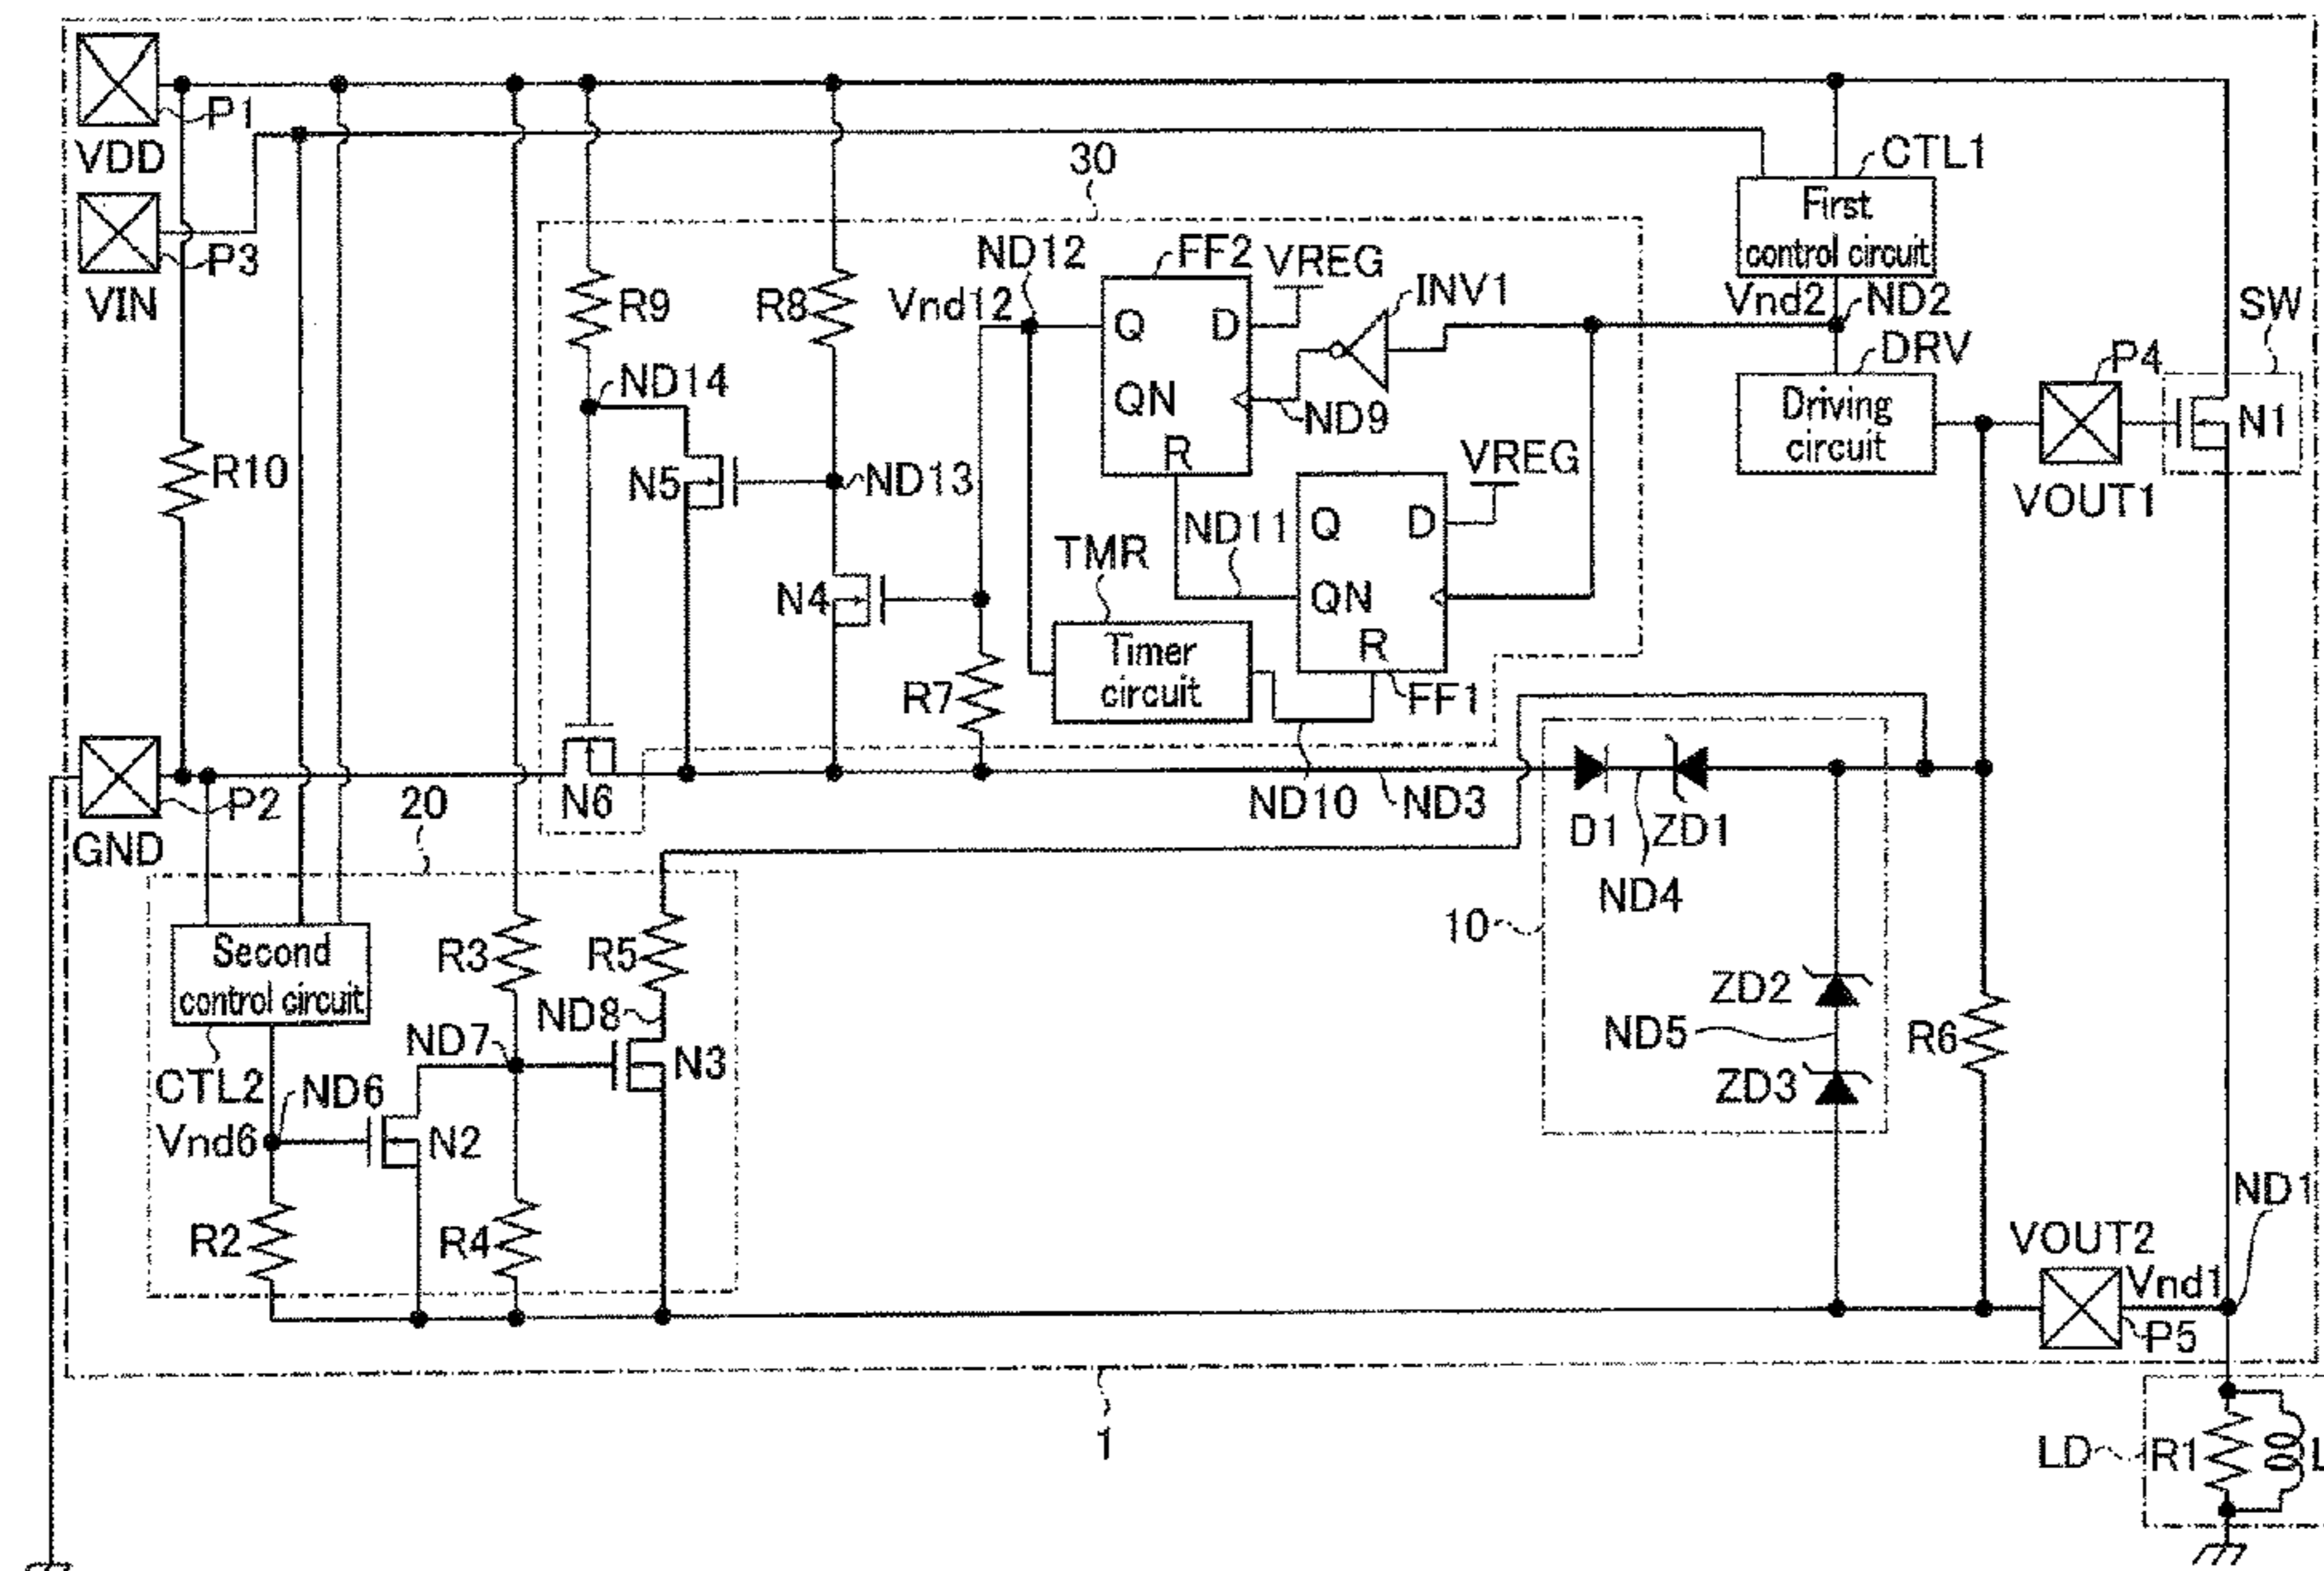 P1
VDD
P3
VIN
30
CTL1
First
control circuit
ND12
FF2
VREG
INV1
Vnd2
ND2
SW
R9
R8
Vnd12
Q
D
DRV
P4
ND14
QN
ND9
Driving
circuit
N1
R
VREG
R10
N5
ND13
VOUT1
ND11
Q
D
TMR
N4
QN
Timer
circuit
R
R7
FF1
P2
GND
20
N6
ND10
ND3
D1
ZD1
ND4
10
Second
control circuit
R3
R5
ND8
ZD2
ND7
ND5
R6
CTL2
ND6
N3
ZD3
Vnd6
N2
R2
R4
ND1
VOUT2
Vnd1
P5
1
LD
R1
L